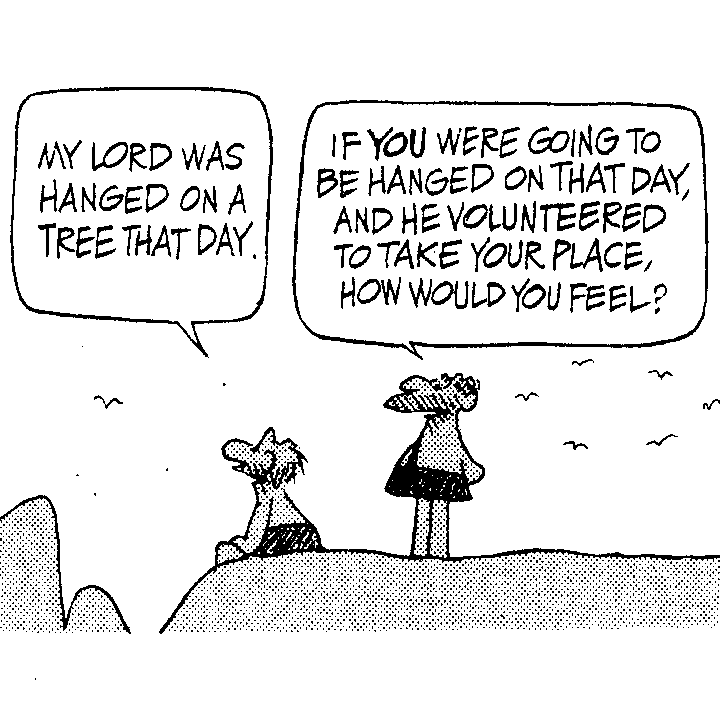 MY LORD WAS
HANGED ON A
TREE THAT DAY.
IF YOU WERE GOING TO
BE HANGED ON THAT DAY,
AND HE VOLUNTEERED
TO TAKE YOUR PLACE,
HOW WOULD YOU FEEL?